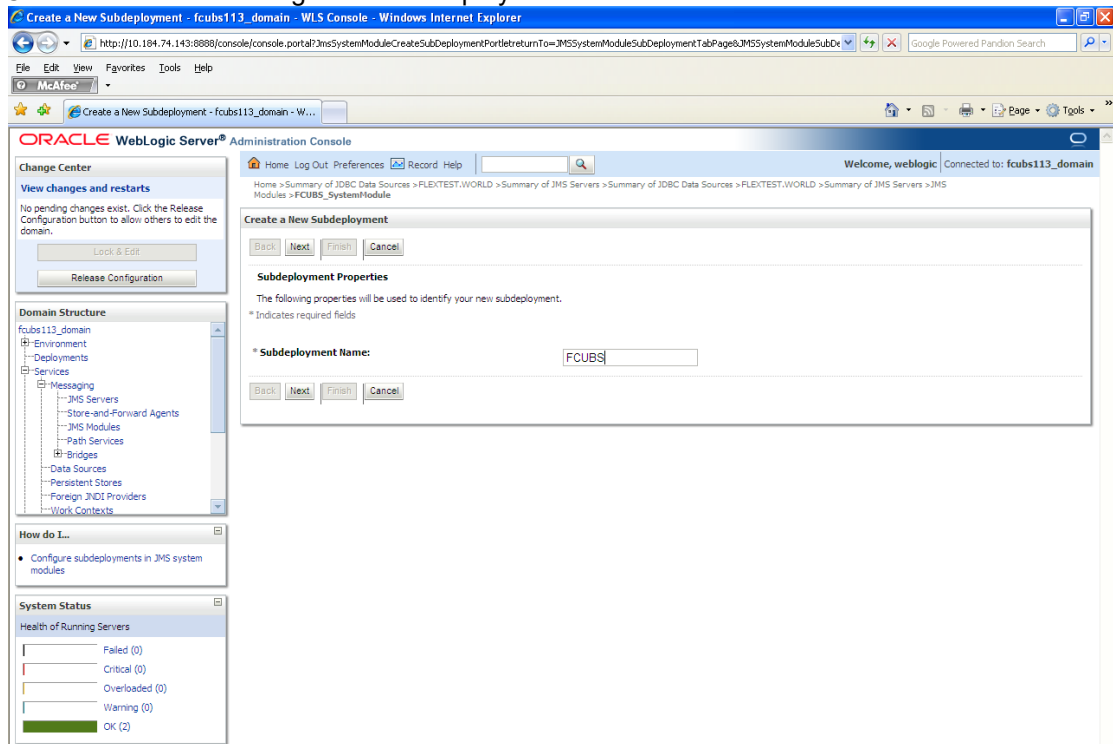 Create a New Subdeployment - fcubs113_domain - WLS Console - Windows Internet Explorer
http://10.184.74.143:8888/console/console.portal?JmsSystemModuleCreateSubDeploymentPortletreturnTo=JMSSystemModuleSubDeploymentTabPage&JMSSystemModuleSubDe
Google Powered Pandion Search
File Edit View Favorites Tools Help
McAfee
Create a New Subdeployment - fcubs113_domain - W...
Page Tools »
ORACLE WebLogic Server® Administration Console
Change Center
View changes and restarts
No pending changes exist. Click the Release
Configuration button to allow others to edit the
domain.
Lock & Edit
Release Configuration
Domain Structure
fcubs113_domain
Environment
Deployments
Services
Messaging
JMS Servers
Store-and-Forward Agents
JMS Modules
Path Services
Bridges
Data Sources
Persistent Stores
Foreign JNDI Providers
Work Contexts
How do I...
Configure subdeployments in JMS system
modules
System Status
Health of Running Servers
Failed (0)
Critical (0)
Overloaded (0)
Warning (0)
OK (2)
Home Log Out Preferences Record Help
Welcome, weblogic Connected to: fcubs113_domain
Home >Summary of JDBC Data Sources >FLEXTEST.WORLD >Summary of JMS Servers >Summary of JDBC Data Sources >FLEXTEST.WORLD >Summary of JMS Servers >JMS
Modules >FCUBS_SystemModule
Create a New Subdeployment
Back Next Finish Cancel
Subdeployment Properties
The following properties will be used to identify your new subdeployment.
* Indicates required fields
* Subdeployment Name: FCUBS
Back Next Finish Cancel